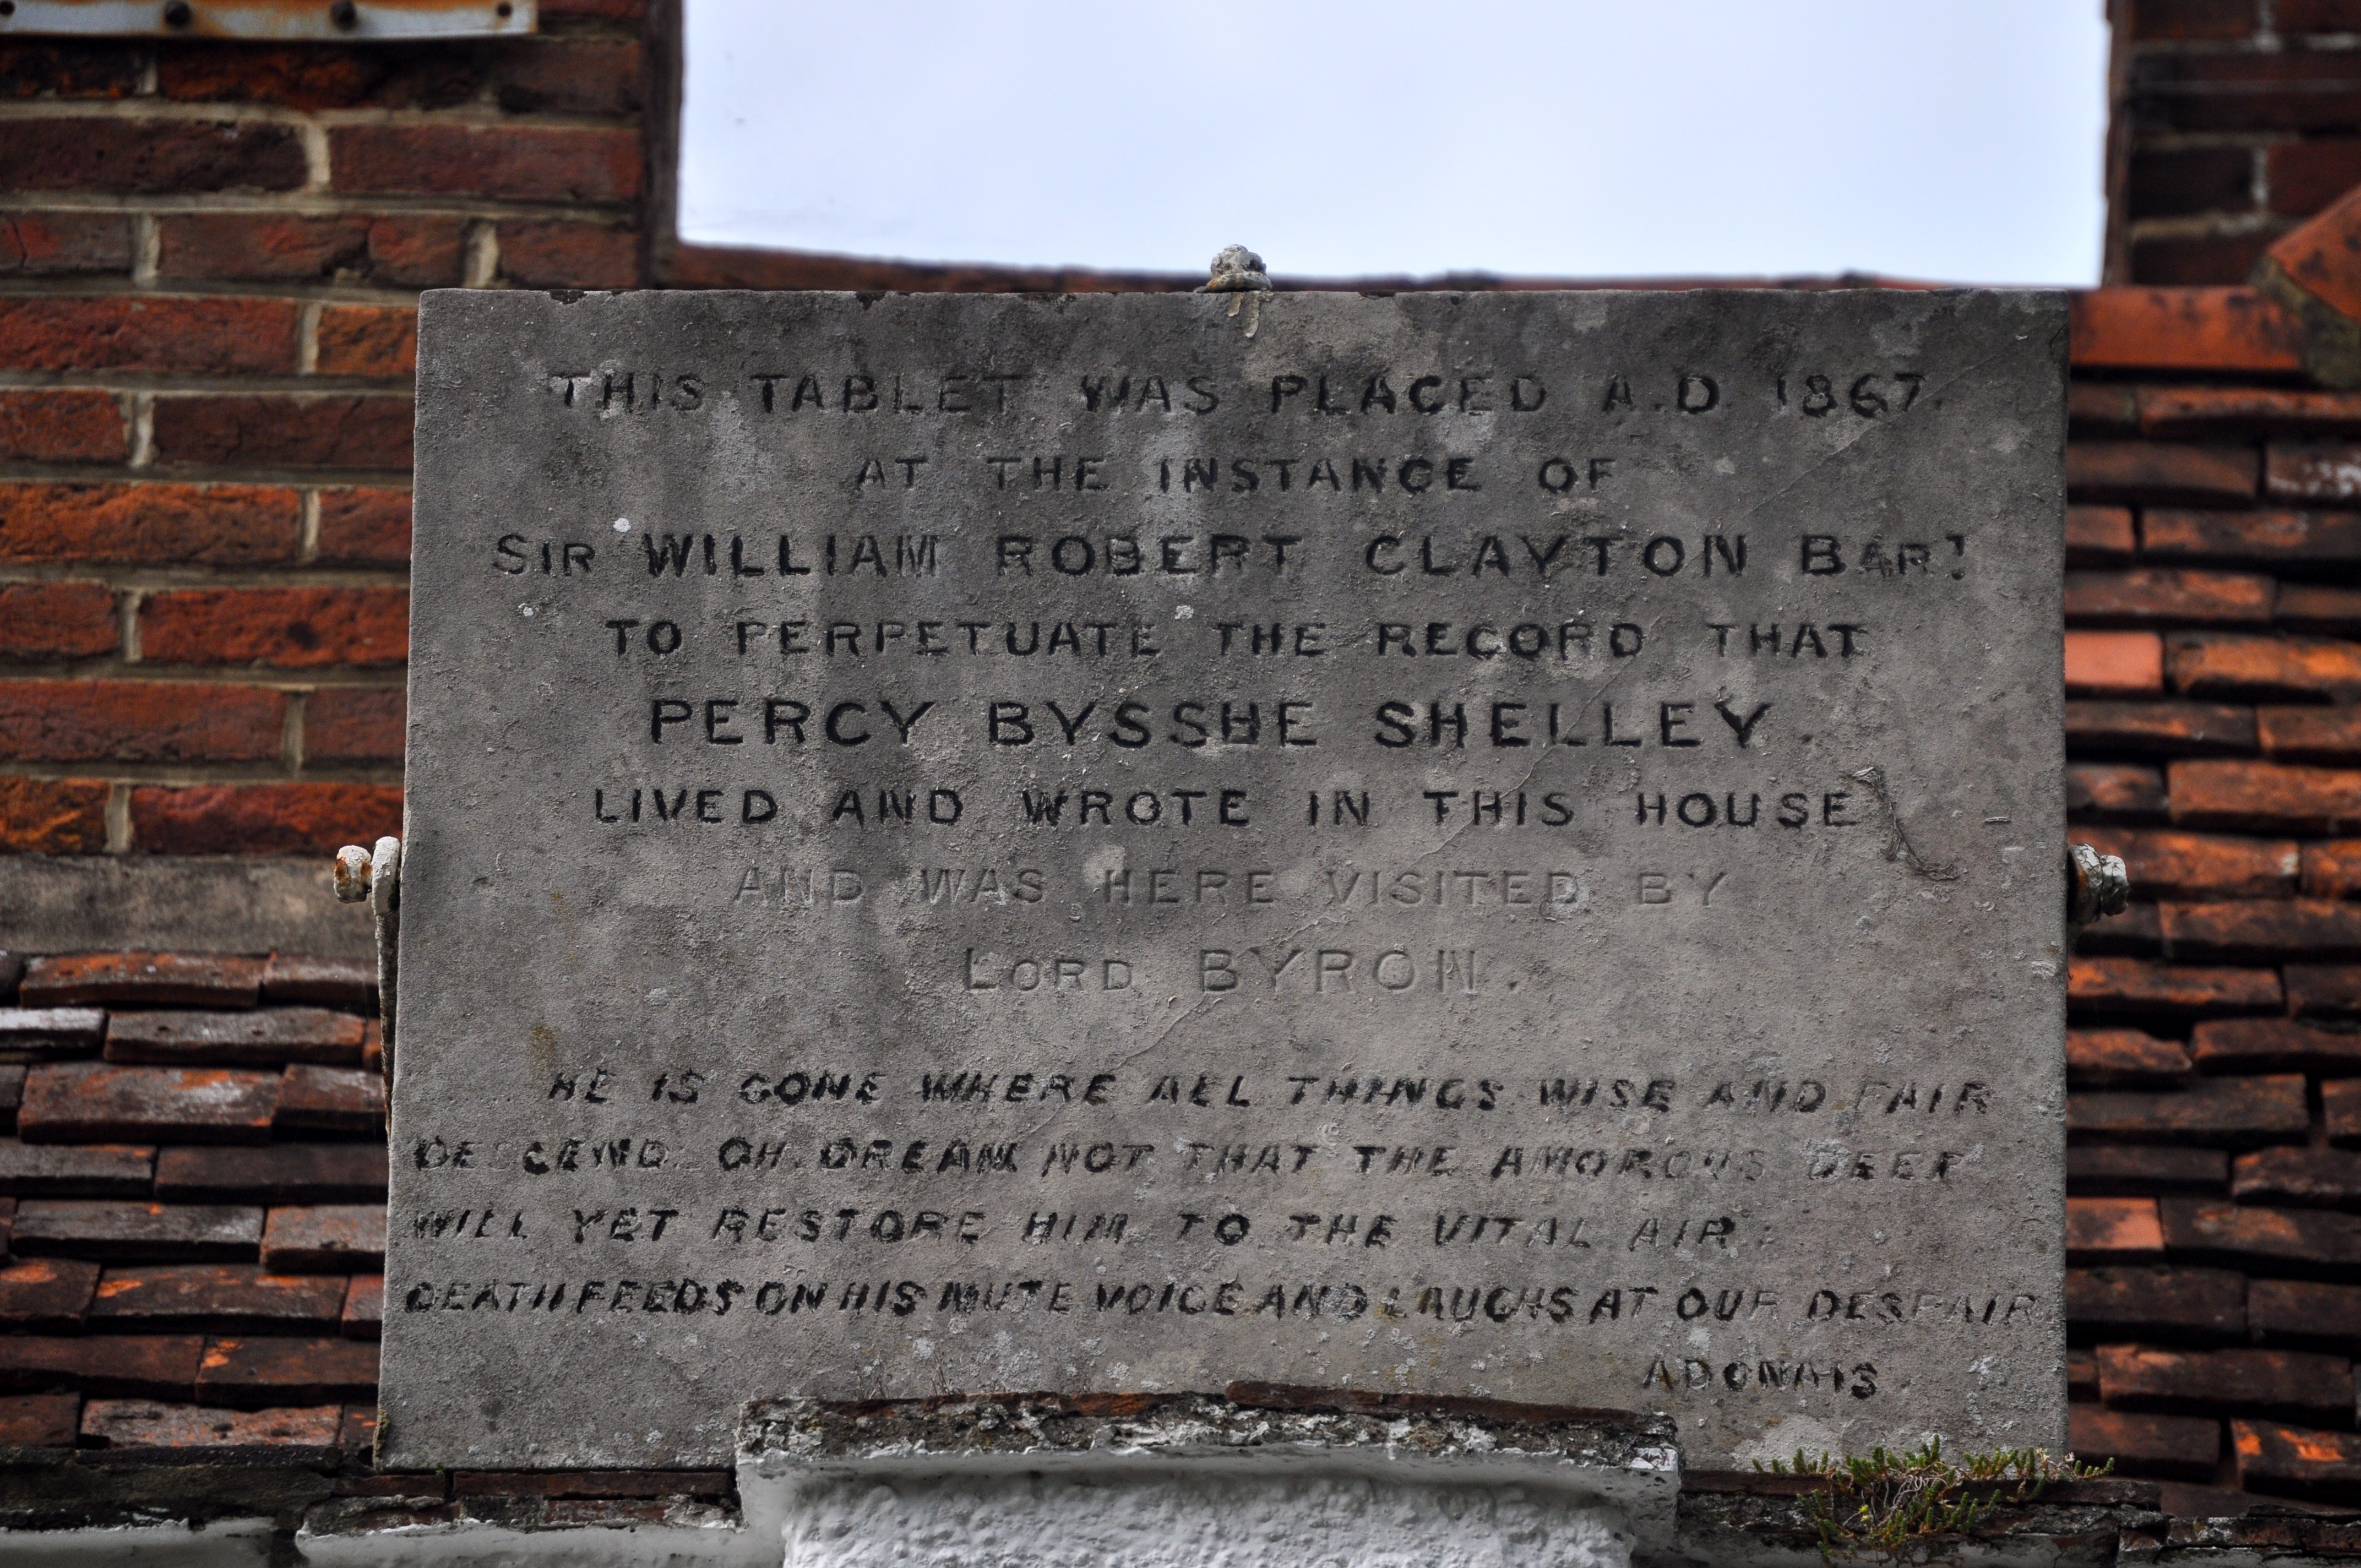 THIS TABLET WAS PLACED A.D. 1867.
AT THE INSTANCE OF
SIR WILLIAM ROBERT CLAYTON BART
TO PERPETUATE THE RECORD THAT
PERCY BYSSHE SHELLEY.
LIVED AND WROTE IN THIS HOUSE
AND WAS HERE VISITED BY
LORD BYRON.
HE IS GONE WHERE ALL THINGS WISE AND FAIR
DESCEND. OH. DREAM NOT THAT THE AMOROUS DEEP
WILL YET RESTORE HIM TO THE VITAL AIR.
DEATH FEEDS ON HIS MUTE VOICE AND LAUGHS AT OUR DESPAIR
ADONAIS.